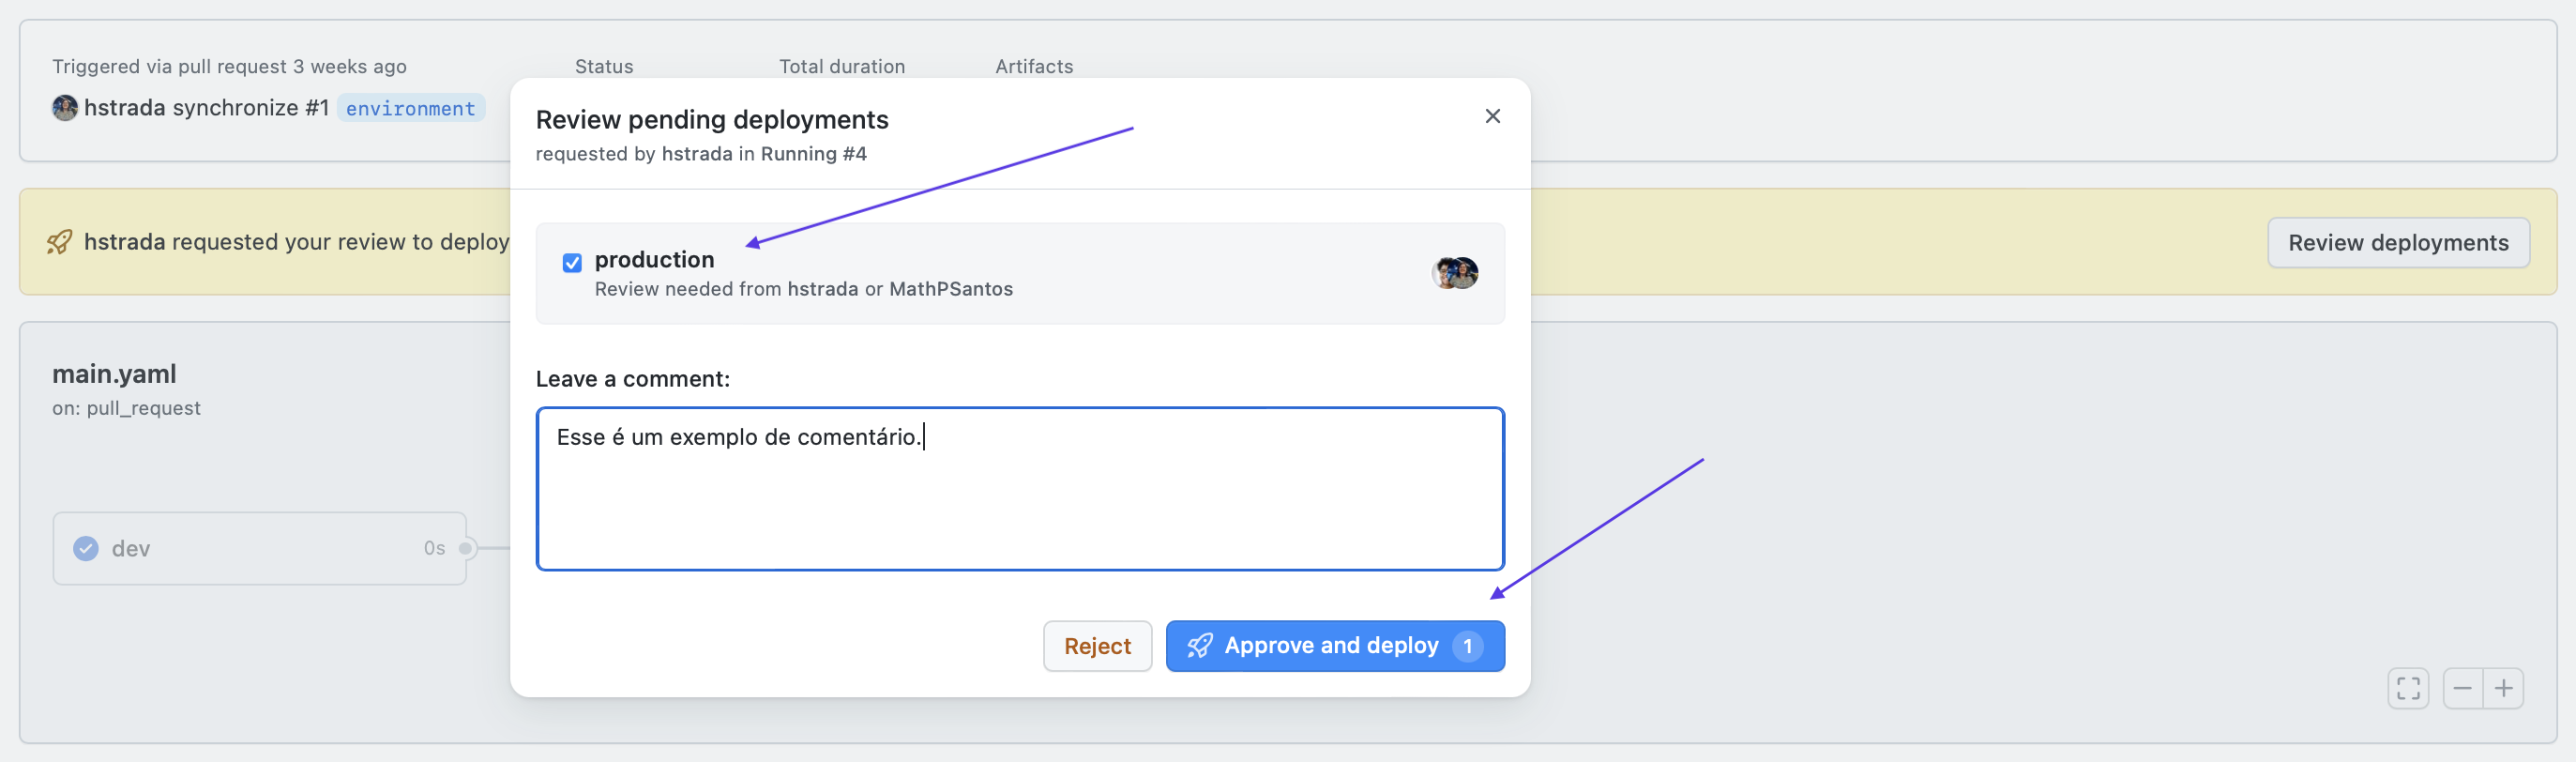 Triggered via pull request 3 weeks ago
Status
Total duration
Artifacts
hstrada synchronize #1 environment
Review pending deployments
requested by hstrada in Running #4
hstrada requested your review to deploy
Review deployments
production
Review needed from hstrada or MathPSantos
main.yaml
on: pull_request
Leave a comment:
Esse é um exemplo de comentário.
dev 0s
Reject
Approve and deploy 1